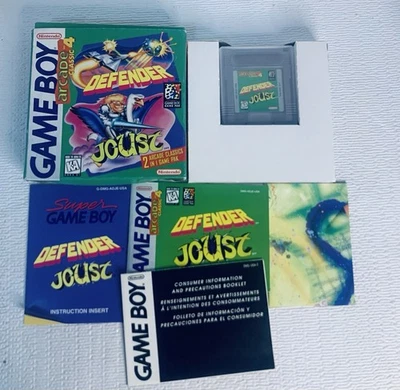 GAME BOY
Nintendo
arcade
CLASSIC
4
DEFENDER
JOUST
2 ARCADE CLASSICS
IN 1 GAME PAK
Nintendo
DEFENDER
JOUST
Super
GAME BOY
DEFENDER
JOUST
INSTRUCTION INSERT
GAME BOY
arcade
4
DEFENDER
JOUST
GAME BOY
CONSUMER INFORMATION
AND PRECAUTIONS BOOKLET
RENSEIGNEMENTS ET AVERTISSEMENTS
À L'INTENTION DES CONSOMMATEURS
FOLLETO DE INFORMACIÓN Y
PRECAUCIONES PARA EL CONSUMIDOR